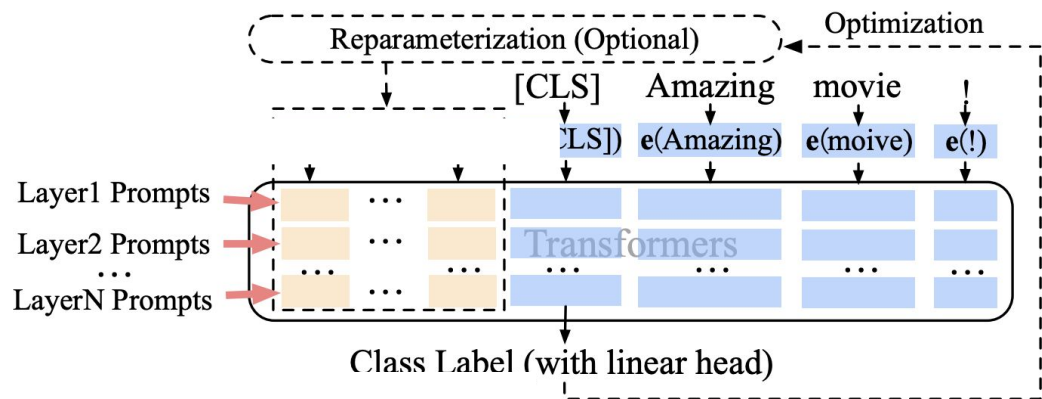 Optimization
Reparameterization (Optional)
[CLS] Amazing movie !
CLS]) e(Amazing) e(moive) e(!)
Layer1 Prompts ...
Layer2 Prompts ... Transformers
... ... ... ... ... ... ...
LayerN Prompts ...
Class Label (with linear head)